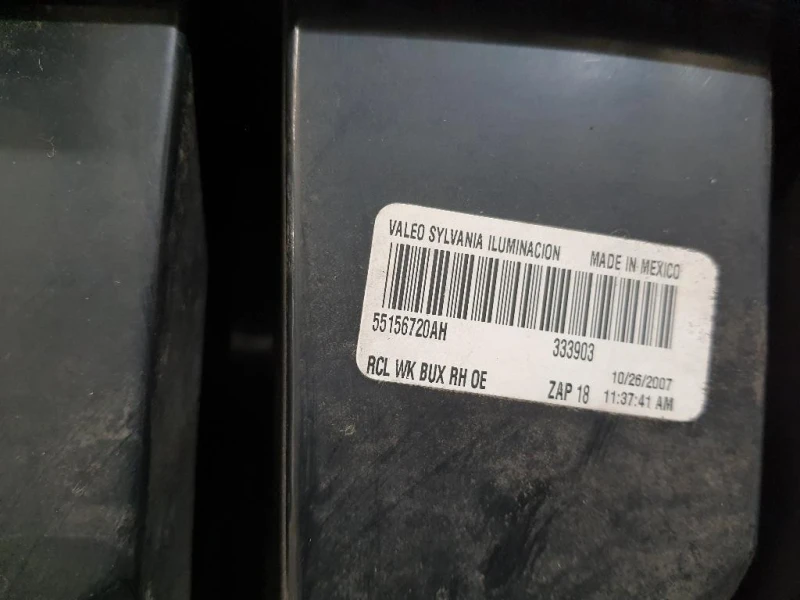 VALEO SYLVANIA ILUMINACION MADE IN MEXICO
55156720AH 333903
RCL WK BUX RH OE ZAP 18 10/26/2007
11:37:41 AM